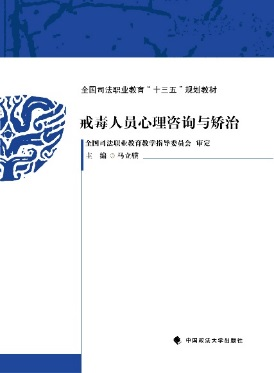 全国司法职业教育“十三五”规划教材
戒毒人员心理咨询与矫治
全国司法职业教育教学指导委员会 审定
主 编○马立骥
中国政法大学出版社